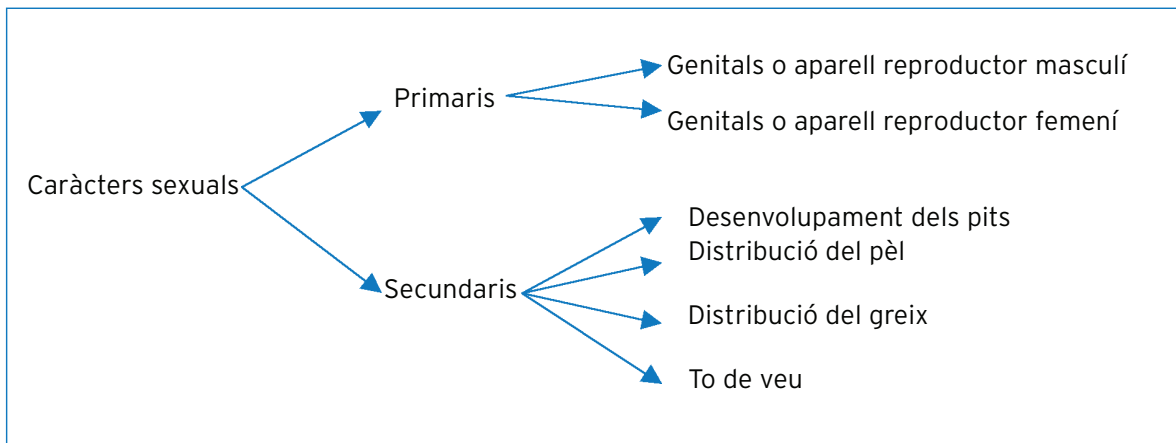 Caràcters sexuals
Primaris
Genitals o aparell reproductor masculí
Genitals o aparell reproductor femení
Secundaris
Desenvolupament dels pits
Distribució del pèl
Distribució del greix
To de veu